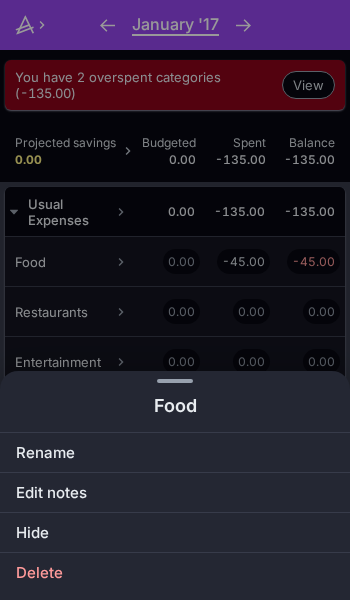 January '17
You have 2 overspent categories
(-135.00)
View
Projected savings Budgeted Spent Balance
0.00 0.00 -135.00 -135.00
Usual
Expenses
0.00 -135.00 -135.00
Food 0.00 -45.00 -45.00
Restaurants 0.00 0.00 0.00
Entertainment 0.00 0.00 0.00
Food
Rename
Edit notes
Hide
Delete